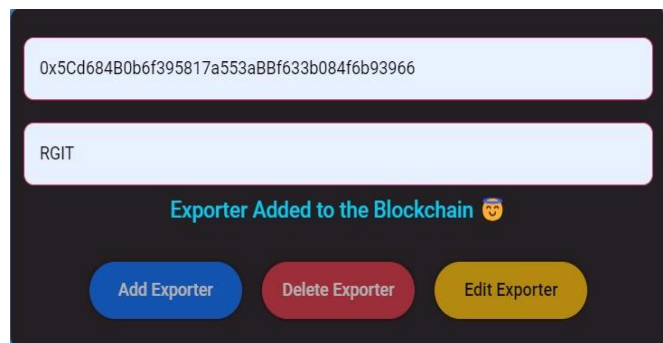 0x5Cd684B0b6f395817a553aBBf633b084f6b93966
RGIT
Exporter Added to the Blockchain 😇
Add Exporter Delete Exporter Edit Exporter